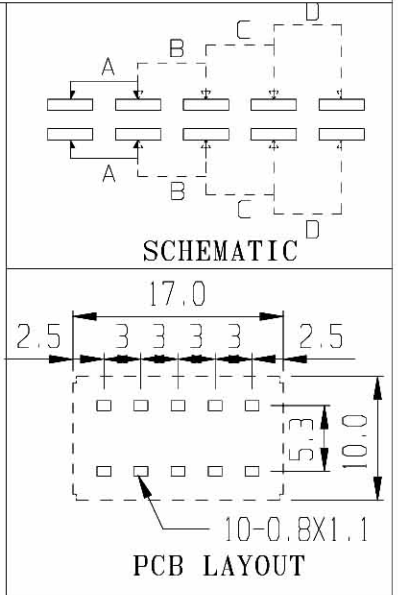 D
C
B
A
A
B
C
D
SCHEMATIC
17.0
2.5 3 3 3 3 2.5
5.3
10.0
10-0.8X1.1
PCB LAYOUT